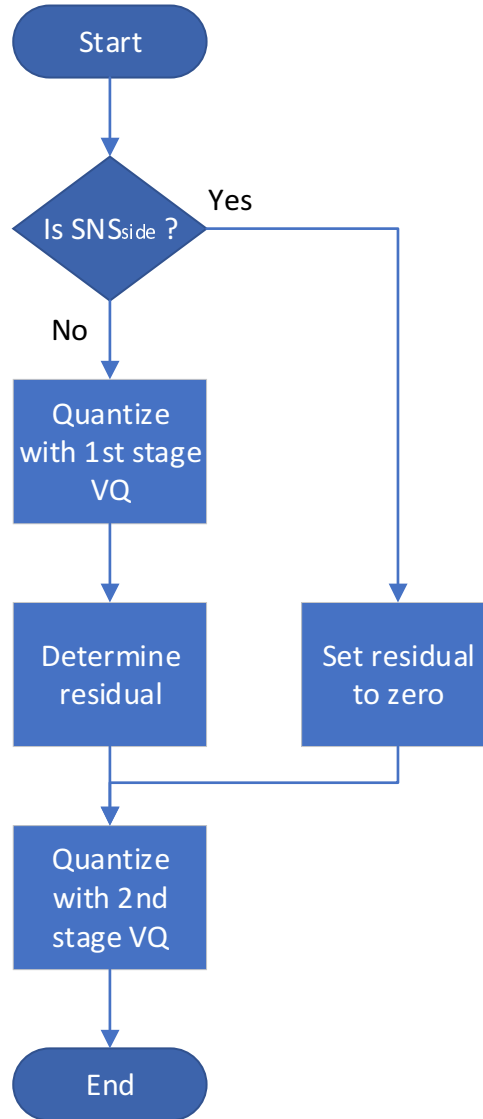 Start
Is SNSside ?
Yes
No
Quantize
with 1st stage
VQ
Determine
residual
Set residual
to zero
Quantize
with 2nd
stage VQ
End